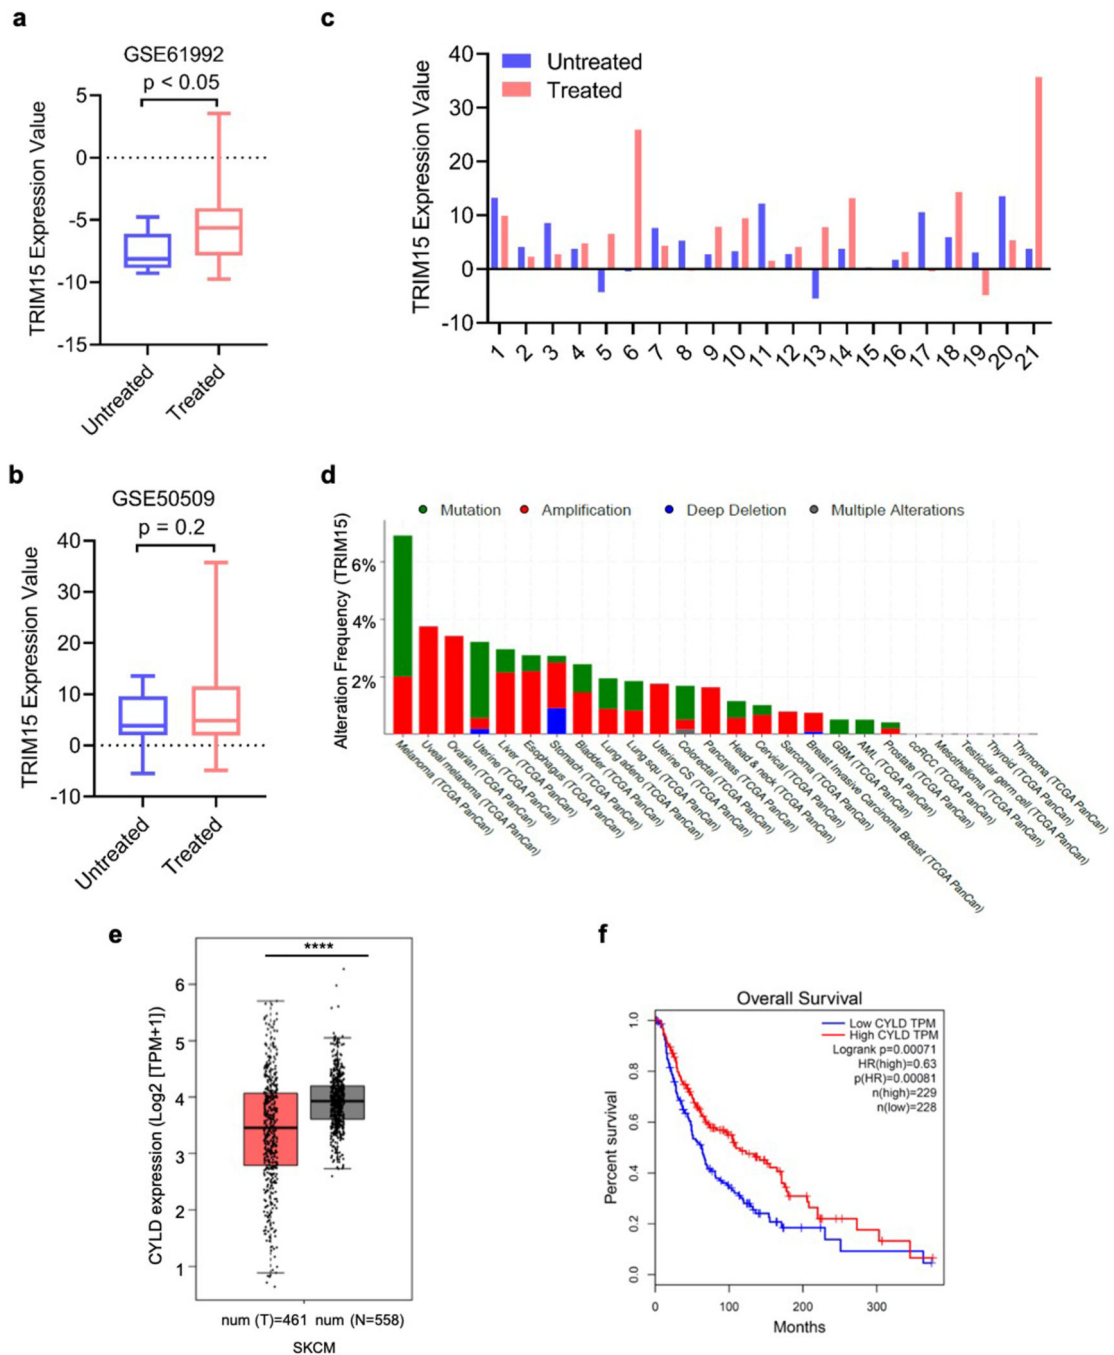 a
GSE61992
p < 0.05
TRIM15 Expression Value
5
0
-5
-10
-15
Untreated
Treated
c
TRIM15 Expression Value
Untreated
Treated
40
30
20
10
0
-10
1 2 3 4 5 6 7 8 9 10 11 12 13 14 15 16 17 18 19 20 21
b
GSE50509
p = 0.2
TRIM15 Expression Value
40
30
20
10
0
-10
Untreated
Treated
d
Mutation Amplification Deep Deletion Multiple Alterations
Alteration Frequency (TRIM15)
6%
4%
2%
Melanoma (TCGA PanCan)
Uveal melanoma (TCGA PanCan)
Ovarian (TCGA PanCan)
Uterine (TCGA PanCan)
Liver (TCGA PanCan)
Esophagus (TCGA PanCan)
Stomach (TCGA PanCan)
Bladder (TCGA PanCan)
Lung adeno (TCGA PanCan)
Lung squ (TCGA PanCan)
Uterine CS (TCGA PanCan)
Colorectal (TCGA PanCan)
Pancreas (TCGA PanCan)
Head & neck (TCGA PanCan)
Cervical (TCGA PanCan)
Sarcoma (TCGA PanCan)
Breast Invasive Carcinoma Breast (TCGA PanCan)
GBM (TCGA PanCan)
AML (TCGA PanCan)
Prostate (TCGA PanCan)
ccRCC (TCGA PanCan)
Mesothelioma (TCGA PanCan)
Testicular germ cell (TCGA PanCan)
Thyroid (TCGA PanCan)
Thymoma (TCGA PanCan)
e
****
CYLD expression (Log2 [TPM+1])
6
5
4
3
2
1
num (T)=461 num (N=558)
SKCM
f
Overall Survival
Low CYLD TPM
High CYLD TPM
Logrank p=0.00071
HR(high)=0.63
p(HR)=0.00081
n(high)=229
n(low)=228
Percent survival
1.0
0.8
0.6
0.4
0.2
0.0
0 100 200 300
Months